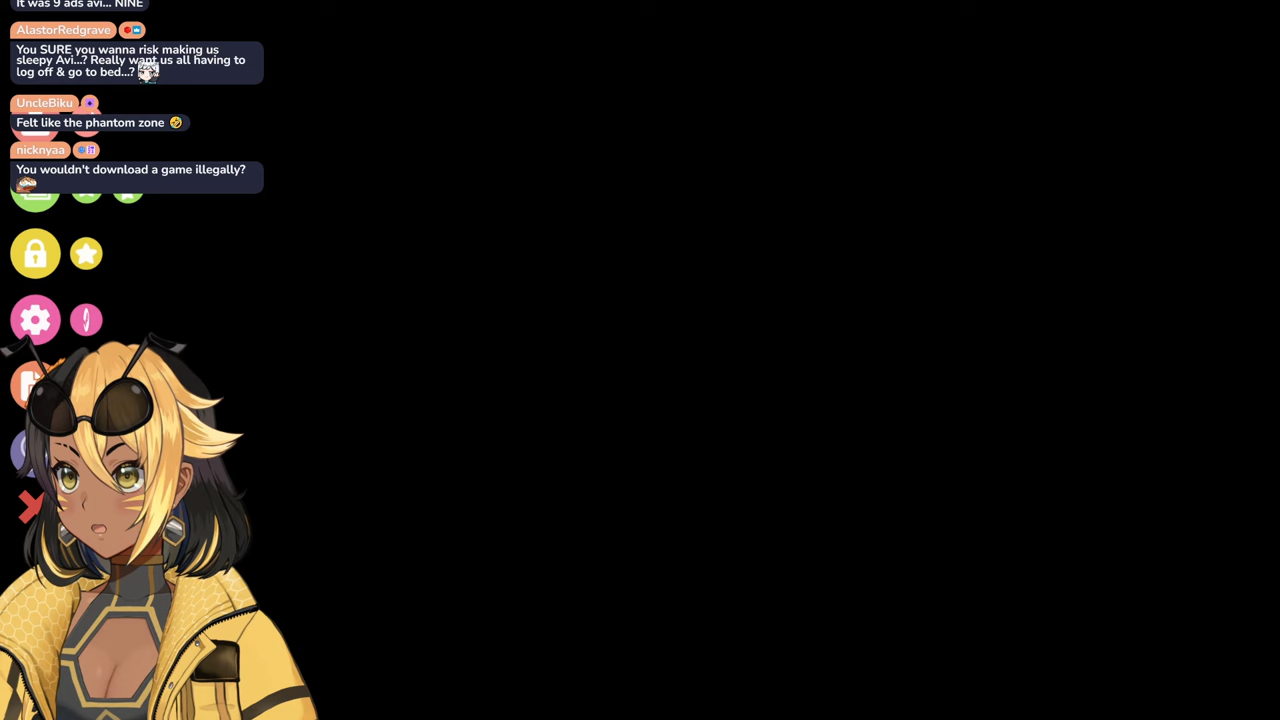 It was 9 ads avi... NINE
AlastorRedgrave
You SURE you wanna risk making us
sleepy Avi...? Really want us all having to
log off & go to bed...?
UncleBiku
Felt like the phantom zone 🤣
nicknyaa
You wouldn't download a game illegally?